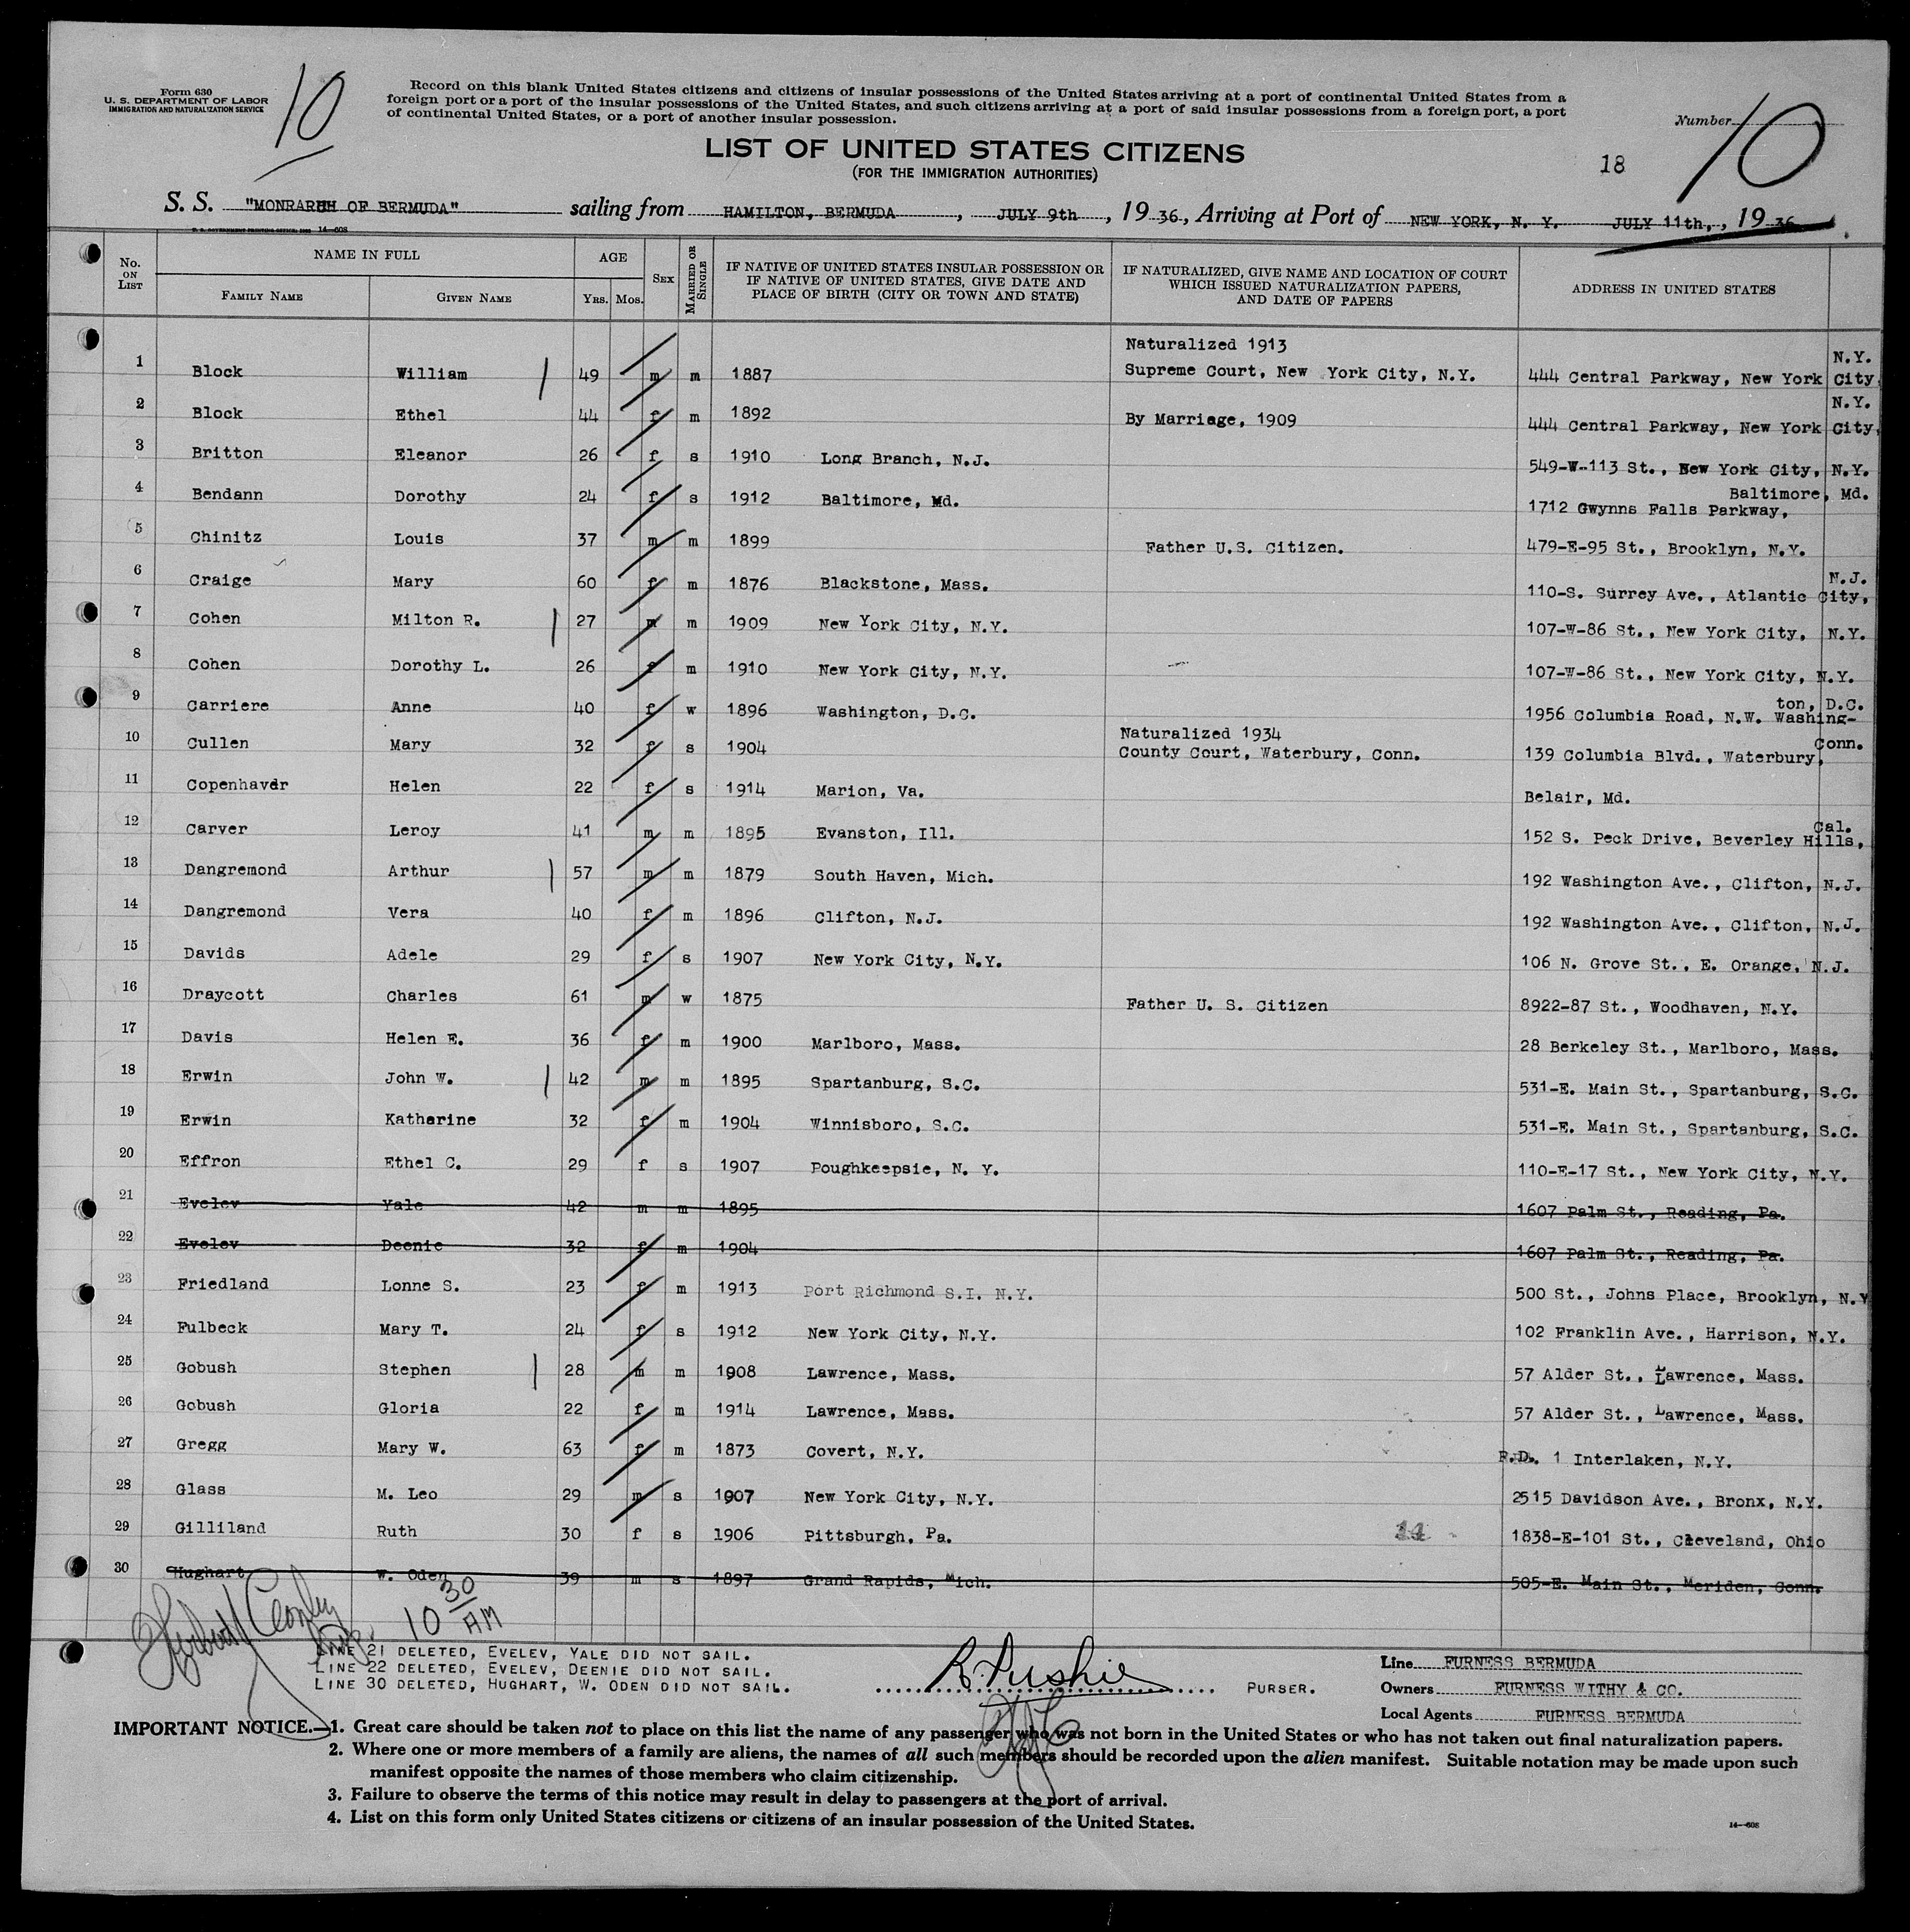 Form 630
U. S. DEPARTMENT OF LABOR
IMMIGRATION AND NATURALIZATION SERVICE
10
Record on this blank United States citizens and citizens of insular possessions of the United States arriving at a port of continental United States from a
foreign port or a port of the insular possessions of the United States, and such citizens arriving at a port of said insular possessions from a foreign port, a port
of continental United States, or a port of another insular possession.
Number 10
LIST OF UNITED STATES CITIZENS
(FOR THE IMMIGRATION AUTHORITIES)
18
S. S. "MONRARHH OF BERMUDA" sailing from HAMILTON, BERMUDA, JULY 9th, 1936, Arriving at Port of NEW YORK, N. Y. JULY 11th,, 1936
14—608
No. ON LIST NAME IN FULL AGE SEX MARRIED OR SINGLE IF NATIVE OF UNITED STATES INSULAR POSSESSION OR IF NATIVE OF UNITED STATES, GIVE DATE AND PLACE OF BIRTH (CITY OR TOWN AND STATE) IF NATURALIZED, GIVE NAME AND LOCATION OF COURT WHICH ISSUED NATURALIZATION PAPERS, AND DATE OF PAPERS ADDRESS IN UNITED STATES
FAMILY NAME GIVEN NAME YRS. MOS.
1 Block William 49 m m 1887 Naturalized 1913 Supreme Court, New York City, N.Y. 444 Central Parkway, New York City, N.Y.
2 Block Ethel 44 f m 1892 By Marriage, 1909 444 Central Parkway, New York City, N.Y.
3 Britton Eleanor 26 f s 1910 Long Branch, N.J. 549-W-113 St., New York City, N.Y.
4 Bendann Dorothy 24 f s 1912 Baltimore, Md. 1712 Gwynns Falls Parkway, Baltimore, Md.
5 Chinitz Louis 37 m m 1899 Father U.S. Citizen. 479-E-95 St., Brooklyn, N.Y.
6 Craige Mary 60 f m 1876 Blackstone, Mass. 110-S. Surrey Ave., Atlantic City, N.J.
7 Cohen Milton R. 27 m m 1909 New York City, N.Y. 107-W-86 St., New York City, N.Y.
8 Cohen Dorothy L. 26 f m 1910 New York City, N.Y. 107-W-86 St., New York City, N.Y.
9 Carriere Anne 40 f w 1896 Washington, D.C. 1956 Columbia Road, N.W. Washing-ton, D.C.
10 Cullen Mary 32 f s 1904 Naturalized 1934 County Court, Waterbury, Conn. 139 Columbia Blvd., Waterbury, Conn.
11 Copenhaver Helen 22 f s 1914 Marion, Va. Belair, Md.
12 Carver Leroy 41 m m 1895 Evanston, Ill. 152 S. Peck Drive, Beverley Hills, Cal.
13 Dangremond Arthur 57 m m 1879 South Haven, Mich. 192 Washington Ave., Clifton, N.J.
14 Dangremond Vera 40 f m 1896 Clifton, N.J. 192 Washington Ave., Clifton, N.J.
15 Davids Adele 29 f s 1907 New York City, N.Y. 106 N. Grove St., E. Orange, N.J.
16 Draycott Charles 61 m w 1875 Father U. S. Citizen 8922-87 St., Woodhaven, N.Y.
17 Davis Helen E. 36 f m 1900 Marlboro, Mass. 28 Berkeley St., Marlboro, Mass.
18 Erwin John W. 42 m m 1895 Spartanburg, S.C. 531-E. Main St., Spartanburg, S.C.
19 Erwin Katharine 32 f m 1904 Winnisboro, S.C. 531-E. Main St., Spartanburg, S.C.
20 Effron Ethel C. 29 f s 1907 Poughkeepsie, N. Y. 110-E-17 St., New York City, N.Y.
21 Evelev Yale 42 m m 1895 1607 Palm St., Reading, Pa.
22 Evelev Deenie 32 f m 1904 1607 Palm St., Reading, Pa.
23 Friedland Lonne S. 23 f m 1913 Port Richmond S.I. N.Y. 500 St., Johns Place, Brooklyn, N.Y
24 Fulbeck Mary T. 24 f s 1912 New York City, N.Y. 102 Franklin Ave., Harrison, N.Y.
25 Gobush Stephen 28 m m 1908 Lawrence, Mass. 57 Alder St., Lawrence, Mass.
26 Gobush Gloria 22 f m 1914 Lawrence, Mass. 57 Alder St., Lawrence, Mass.
27 Gregg Mary W. 63 f m 1873 Covert, N.Y. F.D. 1 Interlaken, N.Y.
28 Glass M. Leo 29 m s 1907 New York City, N.Y. 2515 Davidson Ave., Bronx, N.Y.
29 Gilliland Ruth 30 f s 1906 Pittsburgh, Pa. 1838-E-101 St., Cleveland, Ohio
30 Hughart W. Oden 39 m s 1897 Grand Rapids, Mich. 505-E. Main St., Meriden, Conn.
10 30 AM
LINE 21 DELETED, EVELEV, YALE DID NOT SAIL.
LINE 22 DELETED, EVELEV, DEENIE DID NOT SAIL.
LINE 30 DELETED, HUGHART, W. ODEN DID NOT SAIL.
PURSER.
Line FURNESS BERMUDA
Owners FURNESS WITHY & CO.
Local Agents FURNESS BERMUDA
IMPORTANT NOTICE.—1. Great care should be taken not to place on this list the name of any passenger who was not born in the United States or who has not taken out final naturalization papers.
2. Where one or more members of a family are aliens, the names of all such members should be recorded upon the alien manifest. Suitable notation may be made upon such
manifest opposite the names of those members who claim citizenship.
3. Failure to observe the terms of this notice may result in delay to passengers at the port of arrival.
4. List on this form only United States citizens or citizens of an insular possession of the United States.
14—608